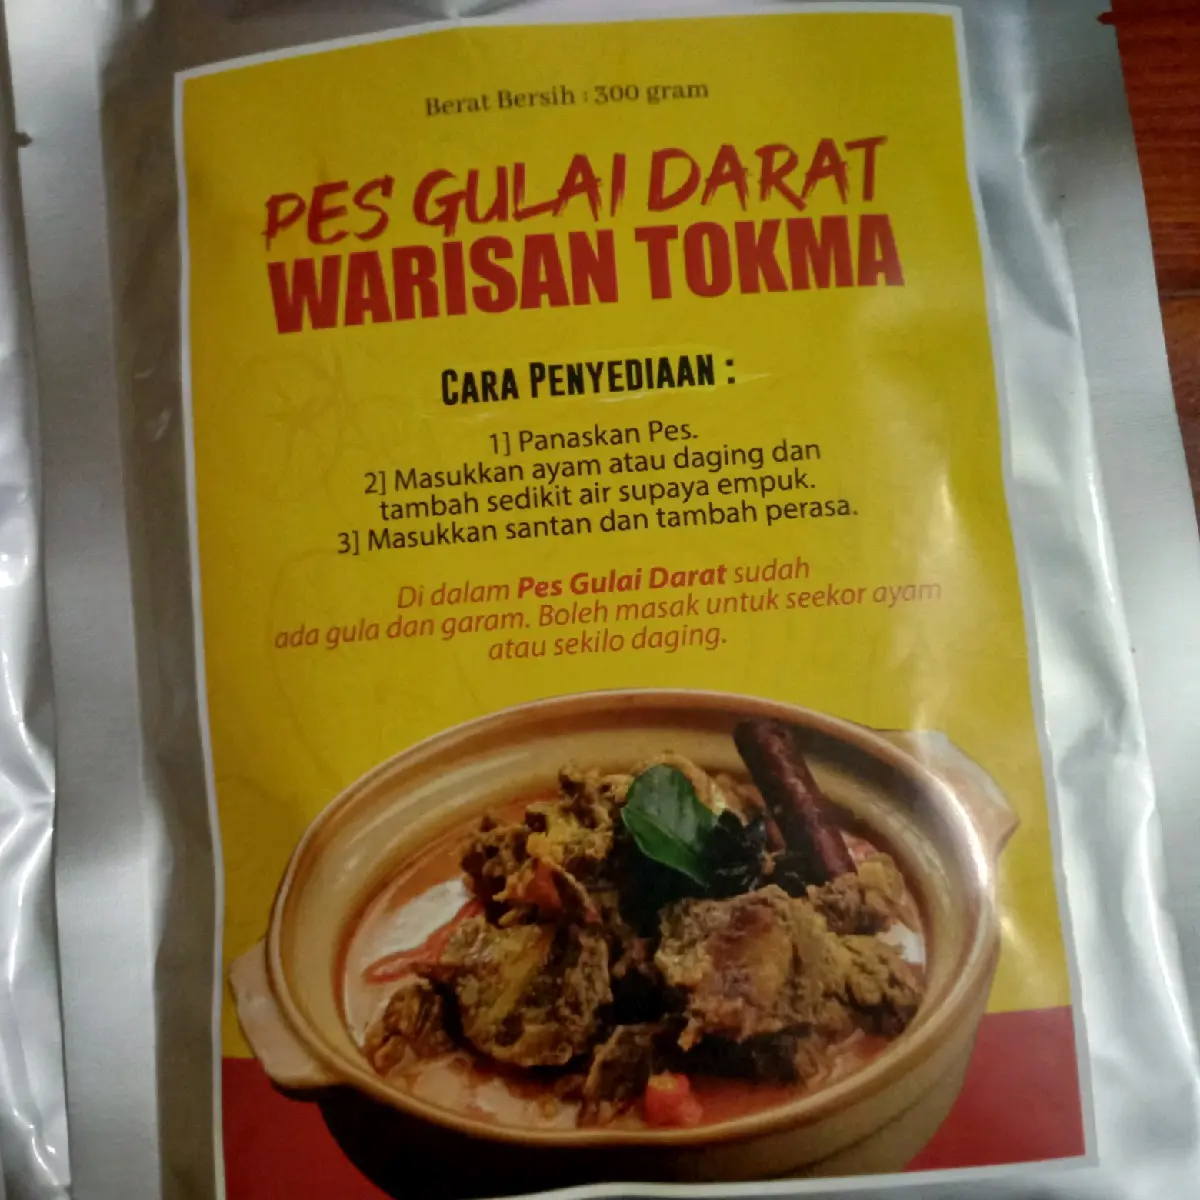 Berat Bersih : 300 gram
PES GULAI DARAT
WARISAN TOKMA
CARA PENYEDIAAN :
1] Panaskan Pes.
2] Masukkan ayam atau daging dan
tambah sedikit air supaya empuk.
3] Masukkan santan dan tambah perasa.
Di dalam Pes Gulai Darat sudah
ada gula dan garam. Boleh masak untuk seekor ayam
atau sekilo daging.